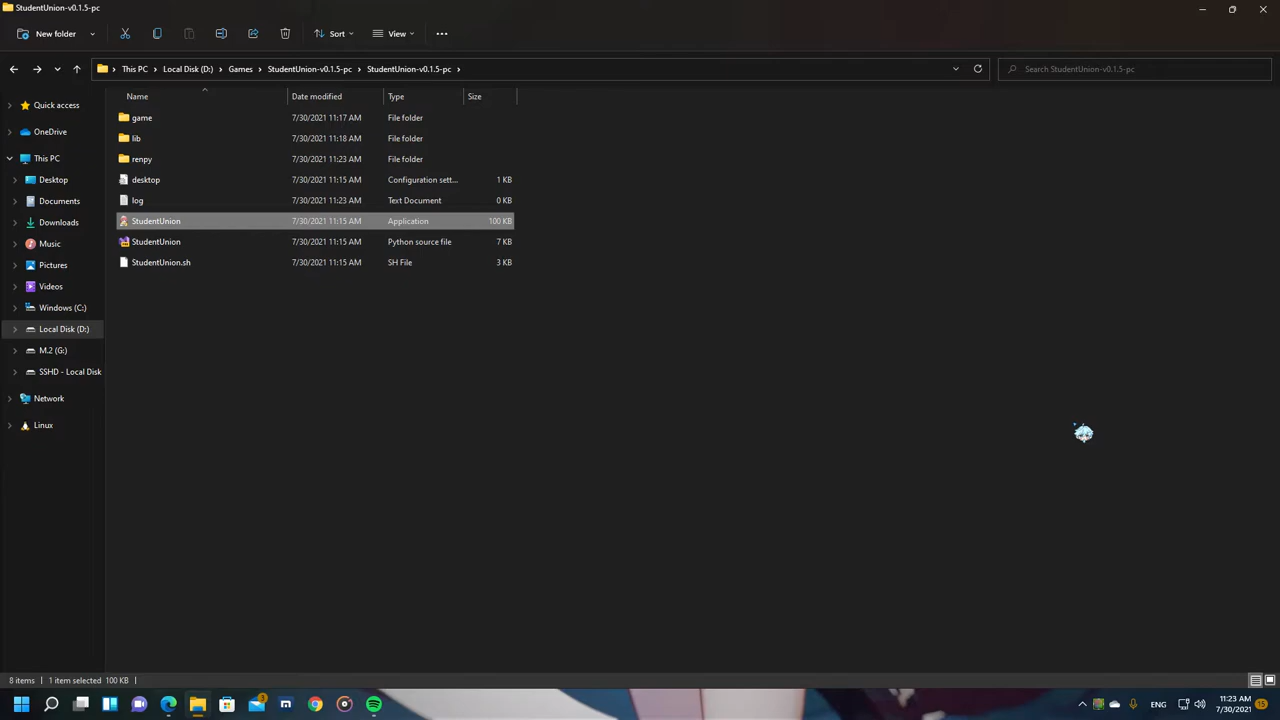 StudentUnion-v0.1.5-pc
New folder Sort View
This PC Local Disk (D:) Games StudentUnion-v0.1.5-pc StudentUnion-v0.1.5-pc Search StudentUnion-v0.1.5-pc
Name Date modified Type Size
game 7/30/2021 11:17 AM File folder
lib 7/30/2021 11:18 AM File folder
renpy 7/30/2021 11:23 AM File folder
desktop 7/30/2021 11:15 AM Configuration sett... 1 KB
log 7/30/2021 11:23 AM Text Document 0 KB
StudentUnion 7/30/2021 11:15 AM Application 100 KB
StudentUnion 7/30/2021 11:15 AM Python source file 7 KB
StudentUnion.sh 7/30/2021 11:15 AM SH File 3 KB
Quick access
OneDrive
This PC
Desktop
Documents
Downloads
Music
Pictures
Videos
Windows (C:)
Local Disk (D:)
M.2 (G:)
SSHD - Local Disk
Network
Linux
8 items 1 item selected 100 KB
3
ENG
11:23 AM
7/30/2021
15